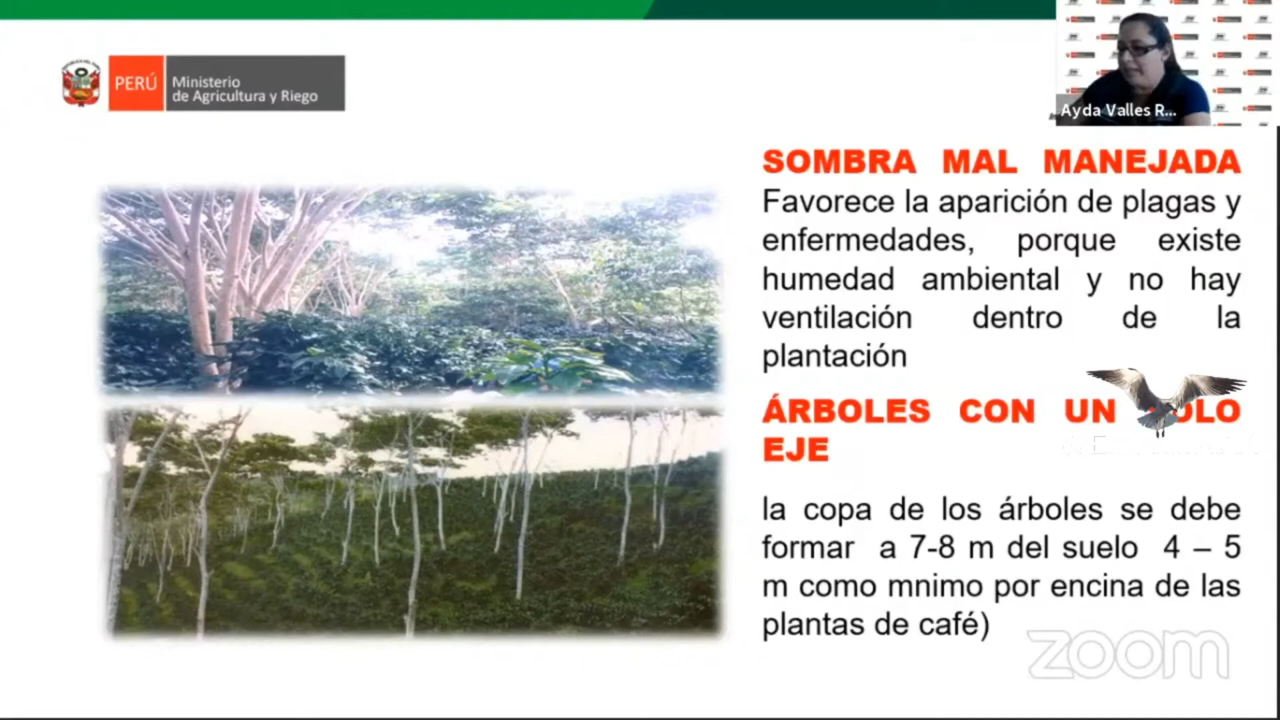 PERÚ
Ministerio
de Agricultura y Riego
Ayda Valles R...
SOMBRA MAL MANEJADA
Favorece la aparición de plagas y
enfermedades, porque existe
humedad ambiental y no hay
ventilación dentro de la
plantación
ÁRBOLES CON UN
EJE
la copa de los árboles se debe
formar a 7-8 m del suelo 4 – 5
m como mnimo por encina de las
plantas de café)
zoom